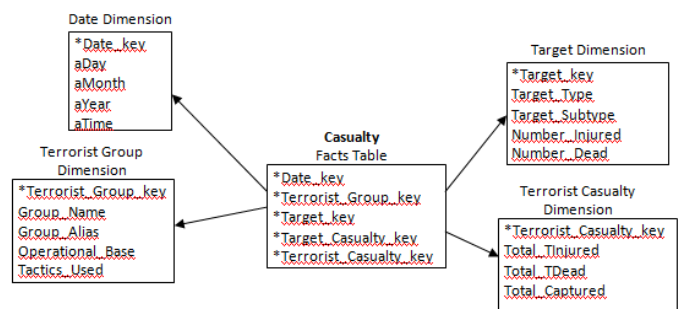 Date Dimension
*Date_key
aDay
aMonth
aYear
aTime
Target Dimension
*Target_key
Target_Type
Target_Subtype
Number_Injured
Number_Dead
Casualty
Facts Table
*Date_key
*Terrorist_Group_key
*Target_key
*Target_Casualty_key
*Terrorist_Casualty_key
Terrorist Group
Dimension
*Terrorist_Group_key
Group_Name
Group_Alias
Operational_Base
Tactics_Used
Terrorist Casualty
Dimension
*Terrorist_Casualty_key
Total_TInjured
Total_TDead
Total_Captured